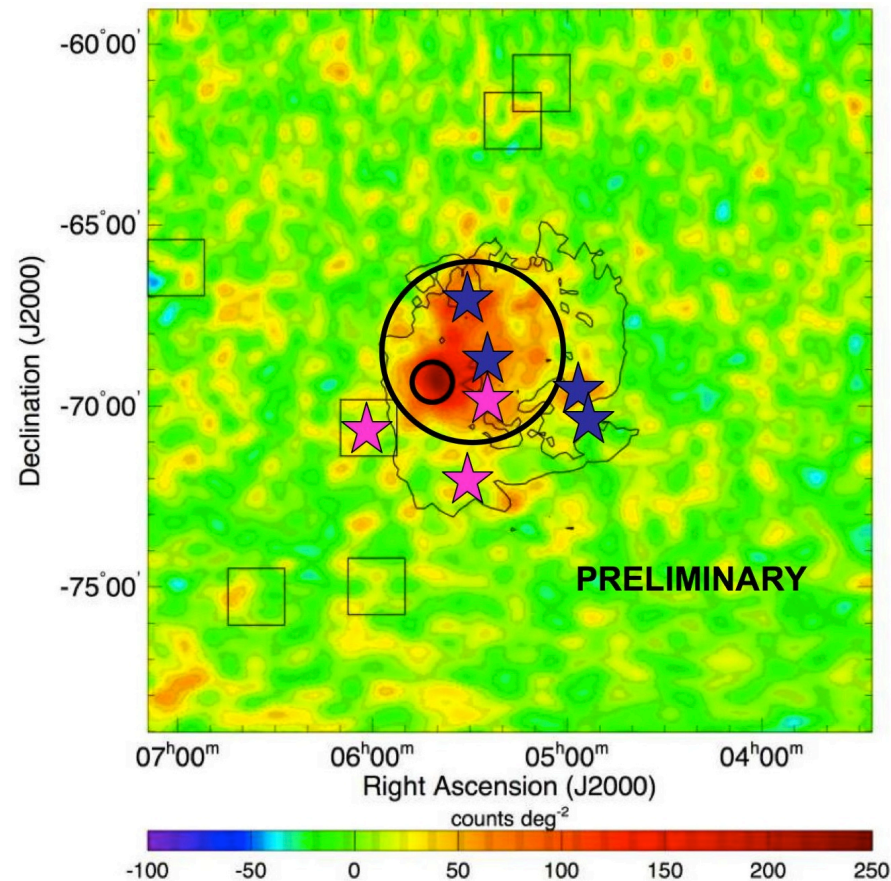 -60°00'
-65°00'
-70°00'
-75°00'
Declination (J2000)
PRELIMINARY
07h00m 06h00m 05h00m 04h00m
Right Ascension (J2000)
counts deg-2
-100 -50 0 50 100 150 200 250